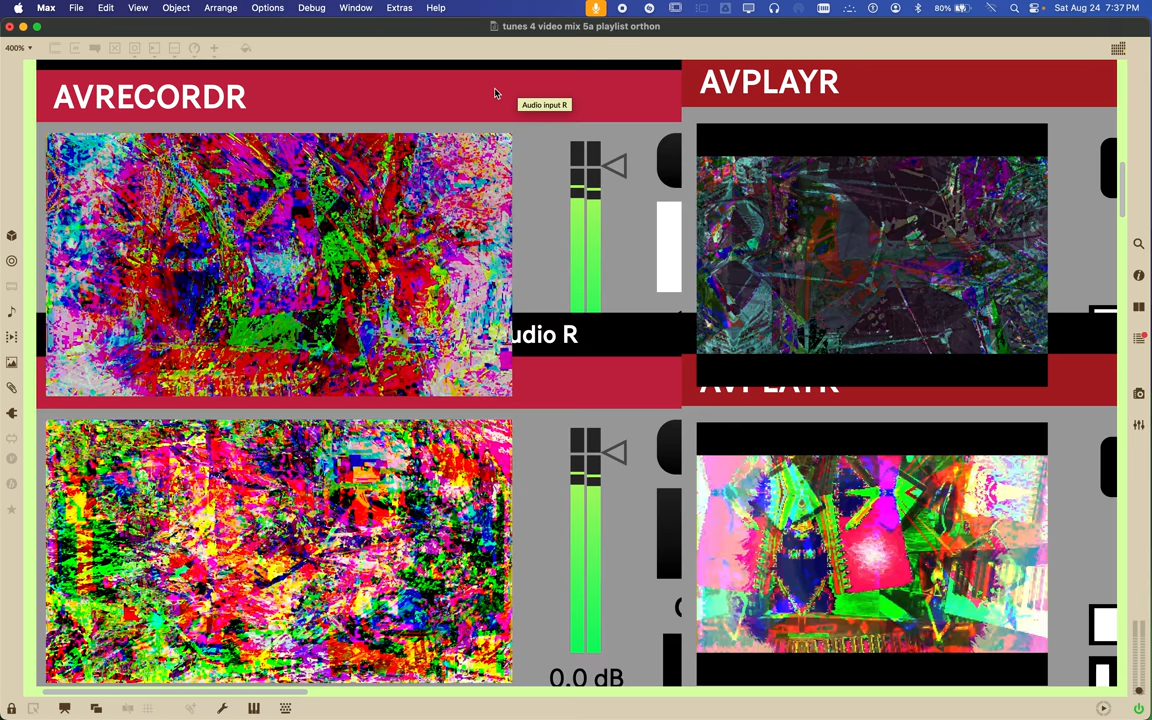 Max File Edit View Object Arrange Options Debug Window Extras Help 80% Sat Aug 24 7:37 PM
tunes 4 video mix 5a playlist orthon
400%
AVRECORDR
AVPLAYR
Audio input R
udio R
AVPLAYR
0.0 dB